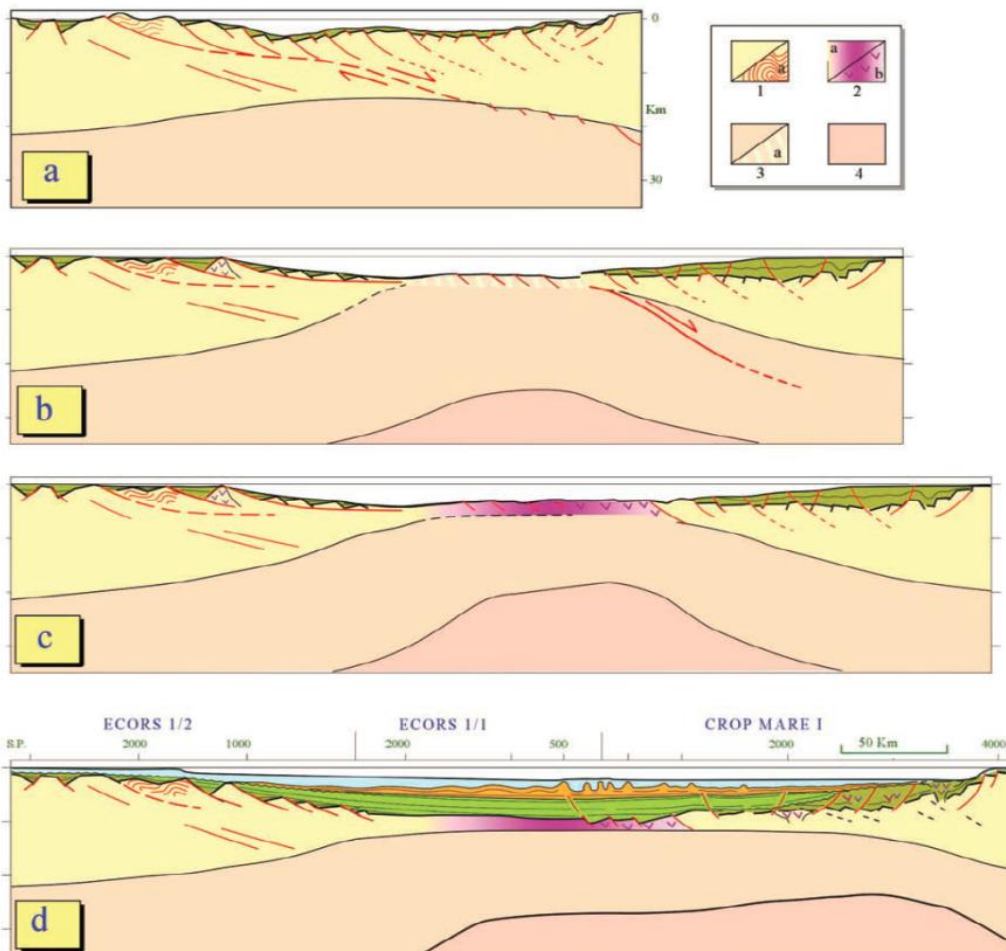 0
Km
30
a
a
1
a
b
2
a
3
4
b
c
ECORS 1/2
ECORS 1/1
CROP MARE I
S.P.
2000
1000
2000
500
2000
50 Km
4000
d